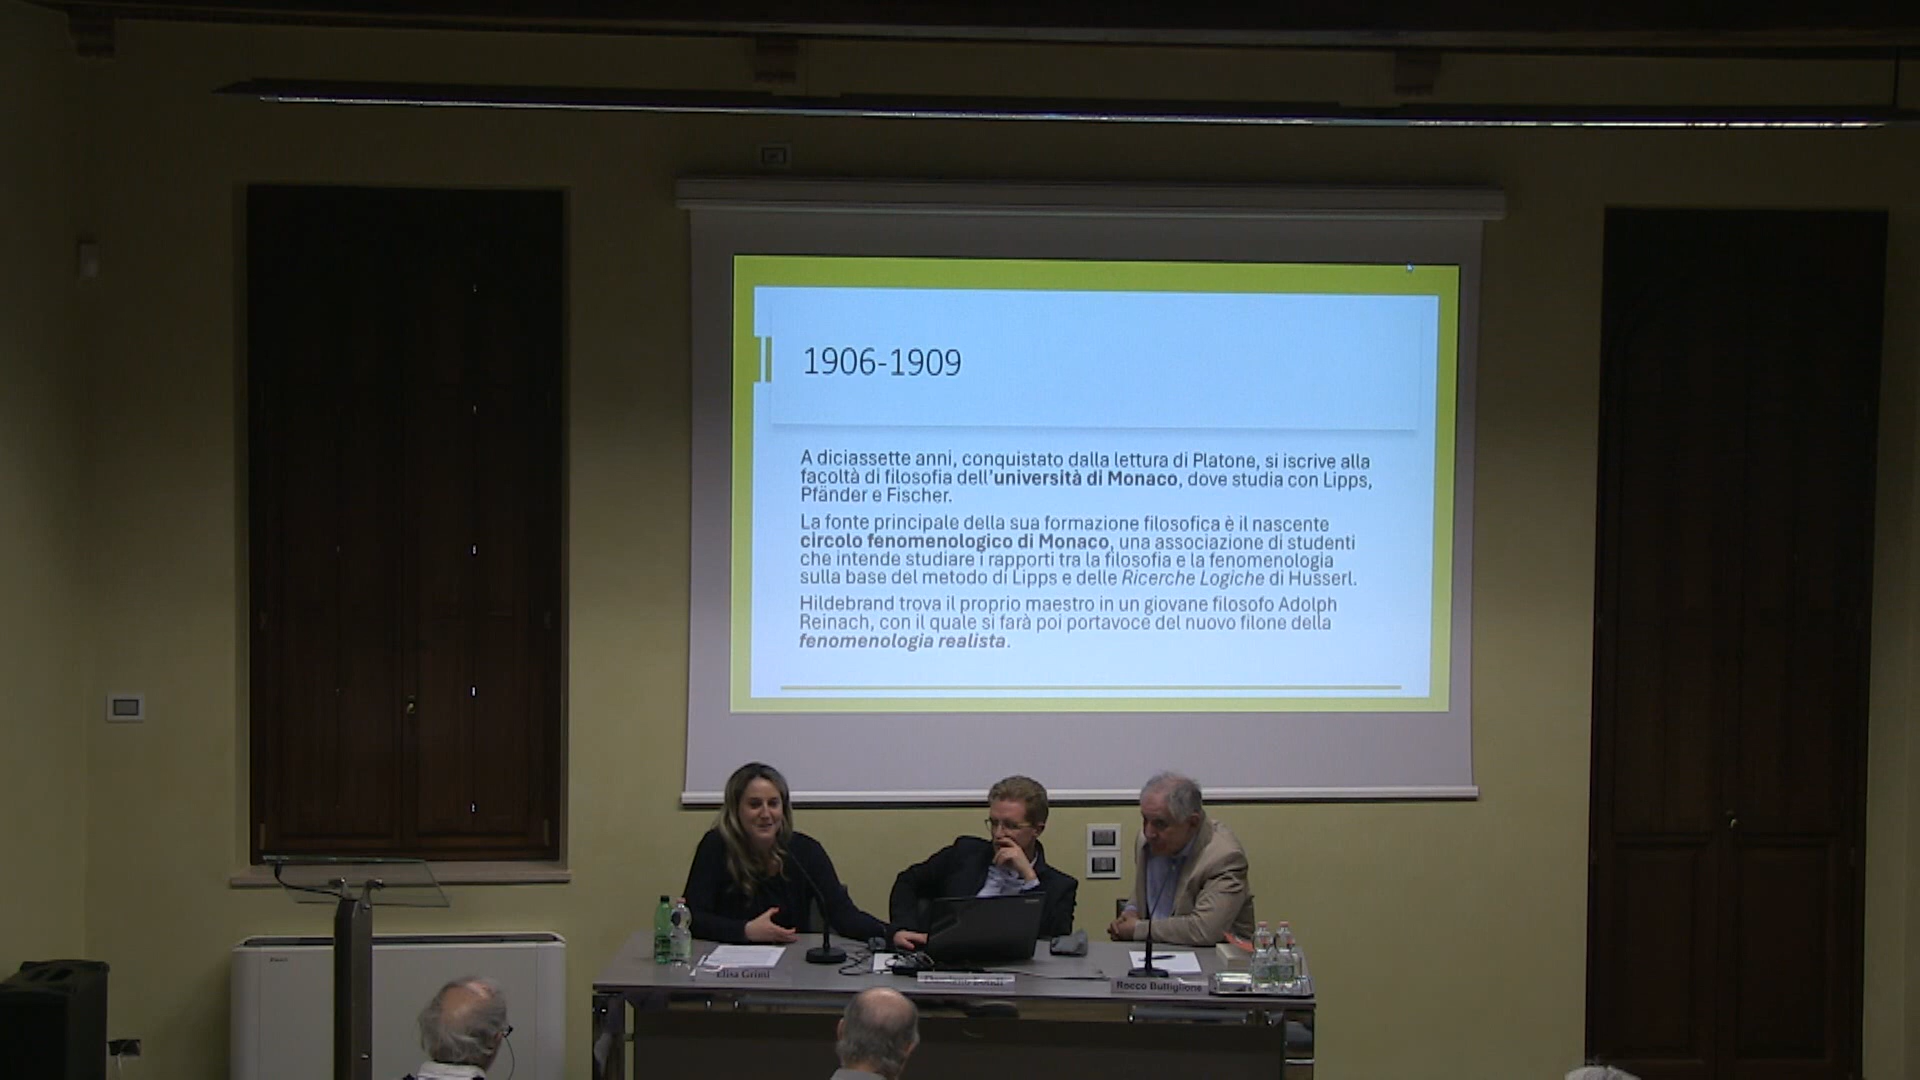 1906-1909
A diciassette anni, conquistato dalla lettura di Platone, si iscrive alla
facoltà di filosofia dell'università di Monaco, dove studia con Lipps,
Pfänder e Fischer.
La fonte principale della sua formazione filosofica è il nascente
circolo fenomenologico di Monaco, una associazione di studenti
che intende studiare i rapporti tra la filosofia e la fenomenologia
sulla base del metodo di Lipps e delle Ricerche Logiche di Husserl.
Hildebrand trova il proprio maestro in un giovane filosofo Adolph
Reinach, con il quale si farà poi portavoce del nuovo filone della
fenomenologia realista.
Elisa Grimi
Rocco Buttiglione